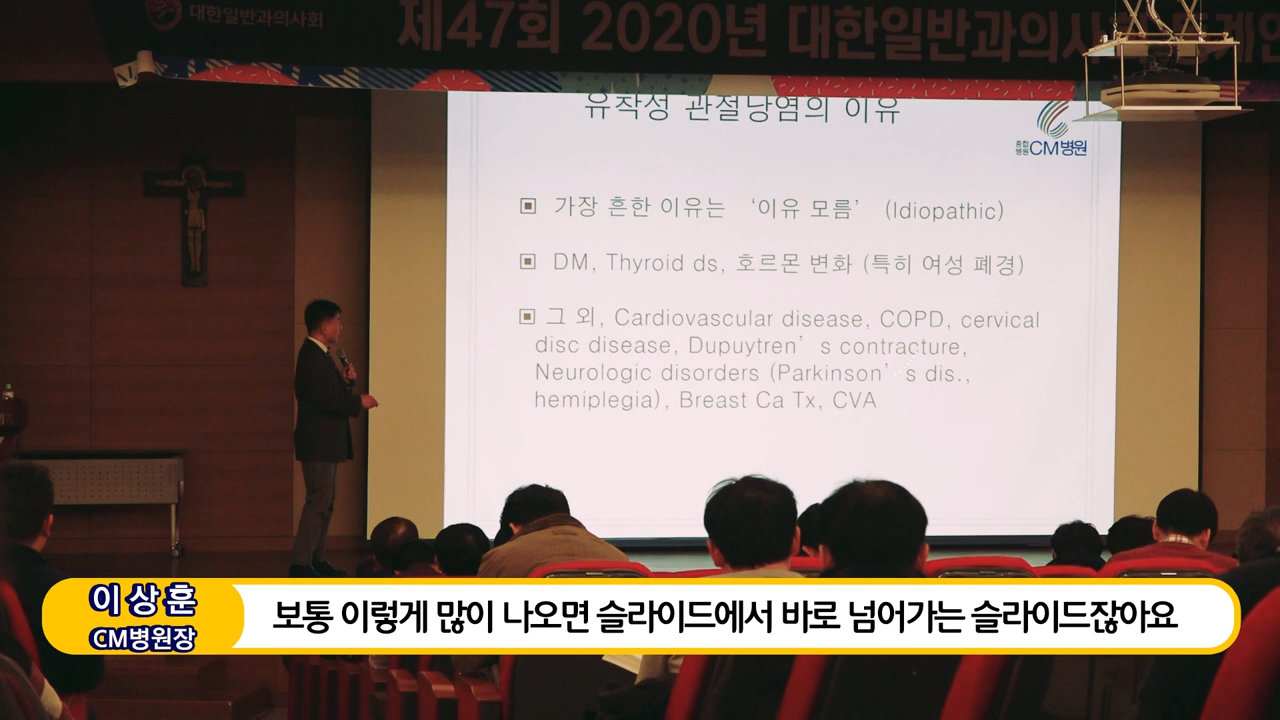 대한일반과의사회
제47회 2020년 대한일반과의사회
유착성 관절낭염의 이유
종합병원 CM병원
가장 흔한 이유는 ‘이유 모름’ (Idiopathic)
DM, Thyroid ds, 호르몬 변화 (특히 여성 폐경)
그 외, Cardiovascular disease, COPD, cervical
disc disease, Dupuytren’s contracture,
Neurologic disorders (Parkinson’s dis.,
hemiplegia), Breast Ca Tx, CVA
이상훈
CM병원장
보통 이렇게 많이 나오면 슬라이드에서 바로 넘어가는 슬라이드잖아요